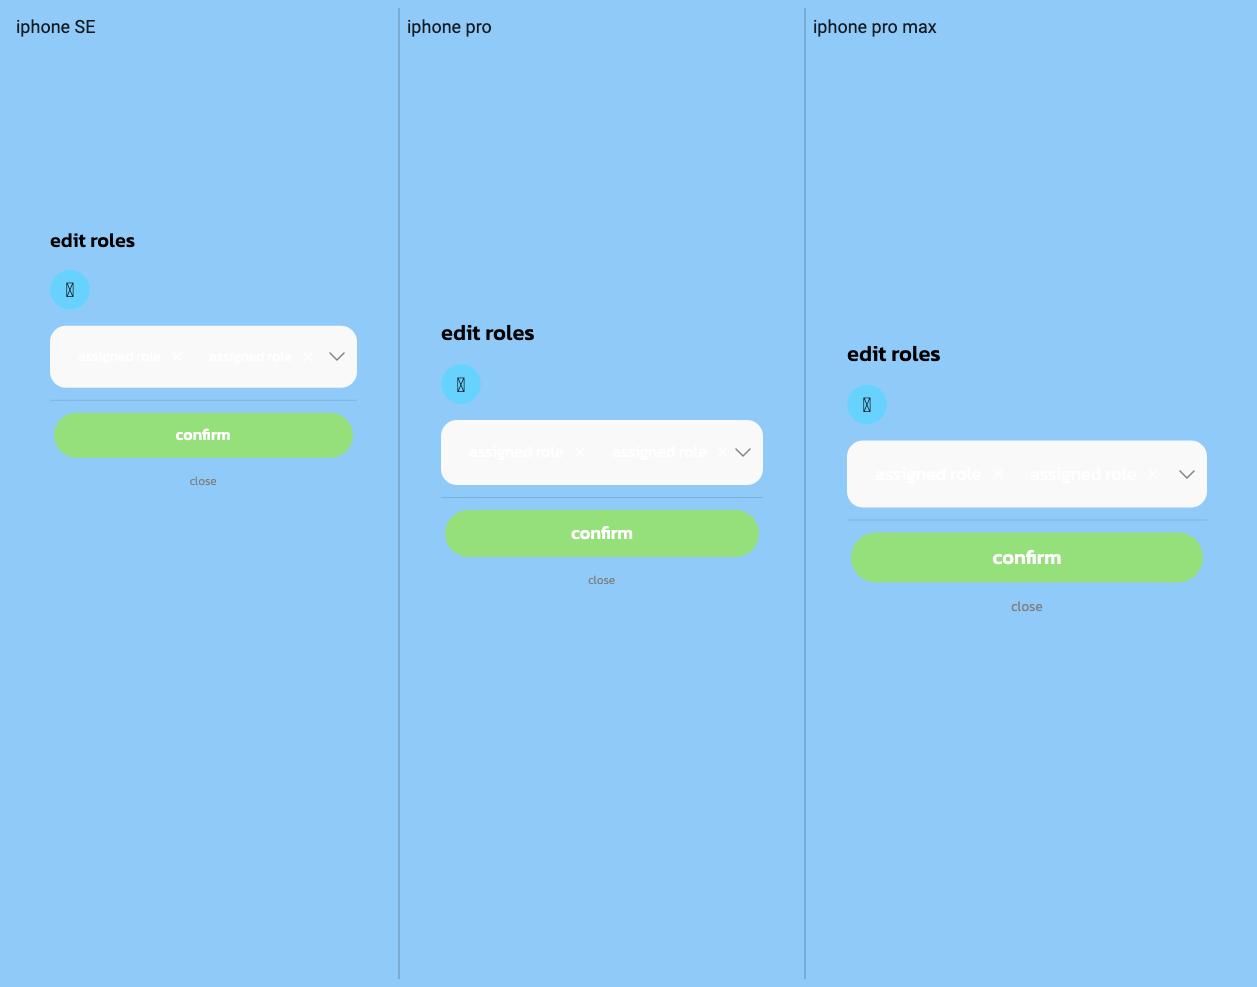 iphone SE
edit roles
assigned role × assigned role ×
confirm
close
iphone pro
edit roles
assigned role × assigned role ×
confirm
close
iphone pro max
edit roles
assigned role × assigned role ×
confirm
close